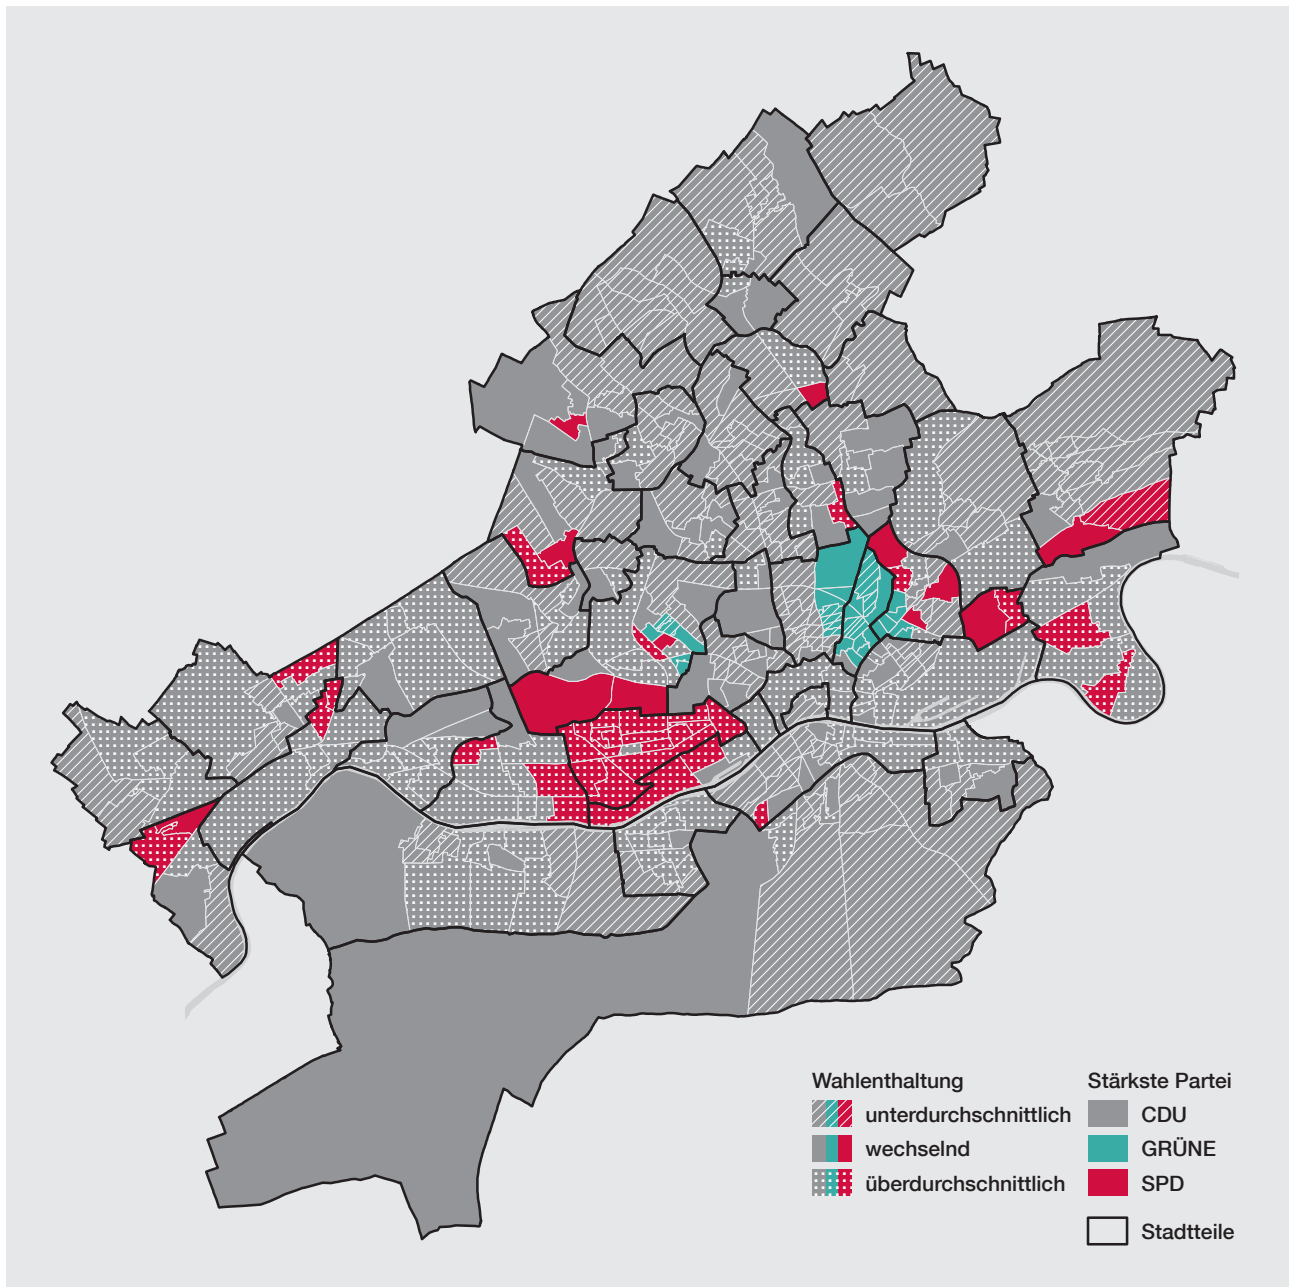 Wahlenthaltung
unterdurchschnittlich
wechselnd
überdurchschnittlich
Stärkste Partei
CDU
GRÜNE
SPD
Stadtteile